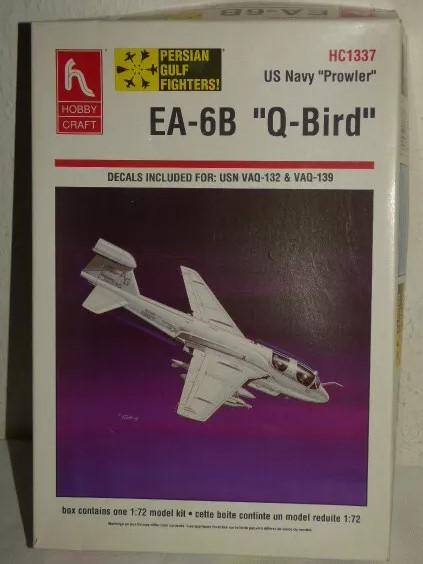 HOBBY
CRAFT
PERSIAN
GULF
FIGHTERS!
HC1337
US Navy "Prowler"
EA-6B "Q-Bird"
DECALS INCLUDED FOR: USN VAQ-132 & VAQ-139
box contains one 1:72 model kit • cette boite continte un model reduite 1:72
EA-6B